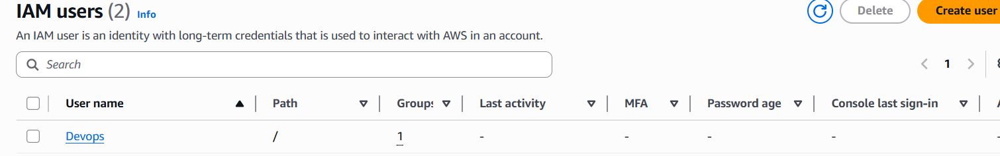 IAM users (2) Info
Delete
Create user
An IAM user is an identity with long-term credentials that is used to interact with AWS in an account.
Search
1
User name Path Groups Last activity MFA Password age Console last sign-in
Devops / 1 - - - -